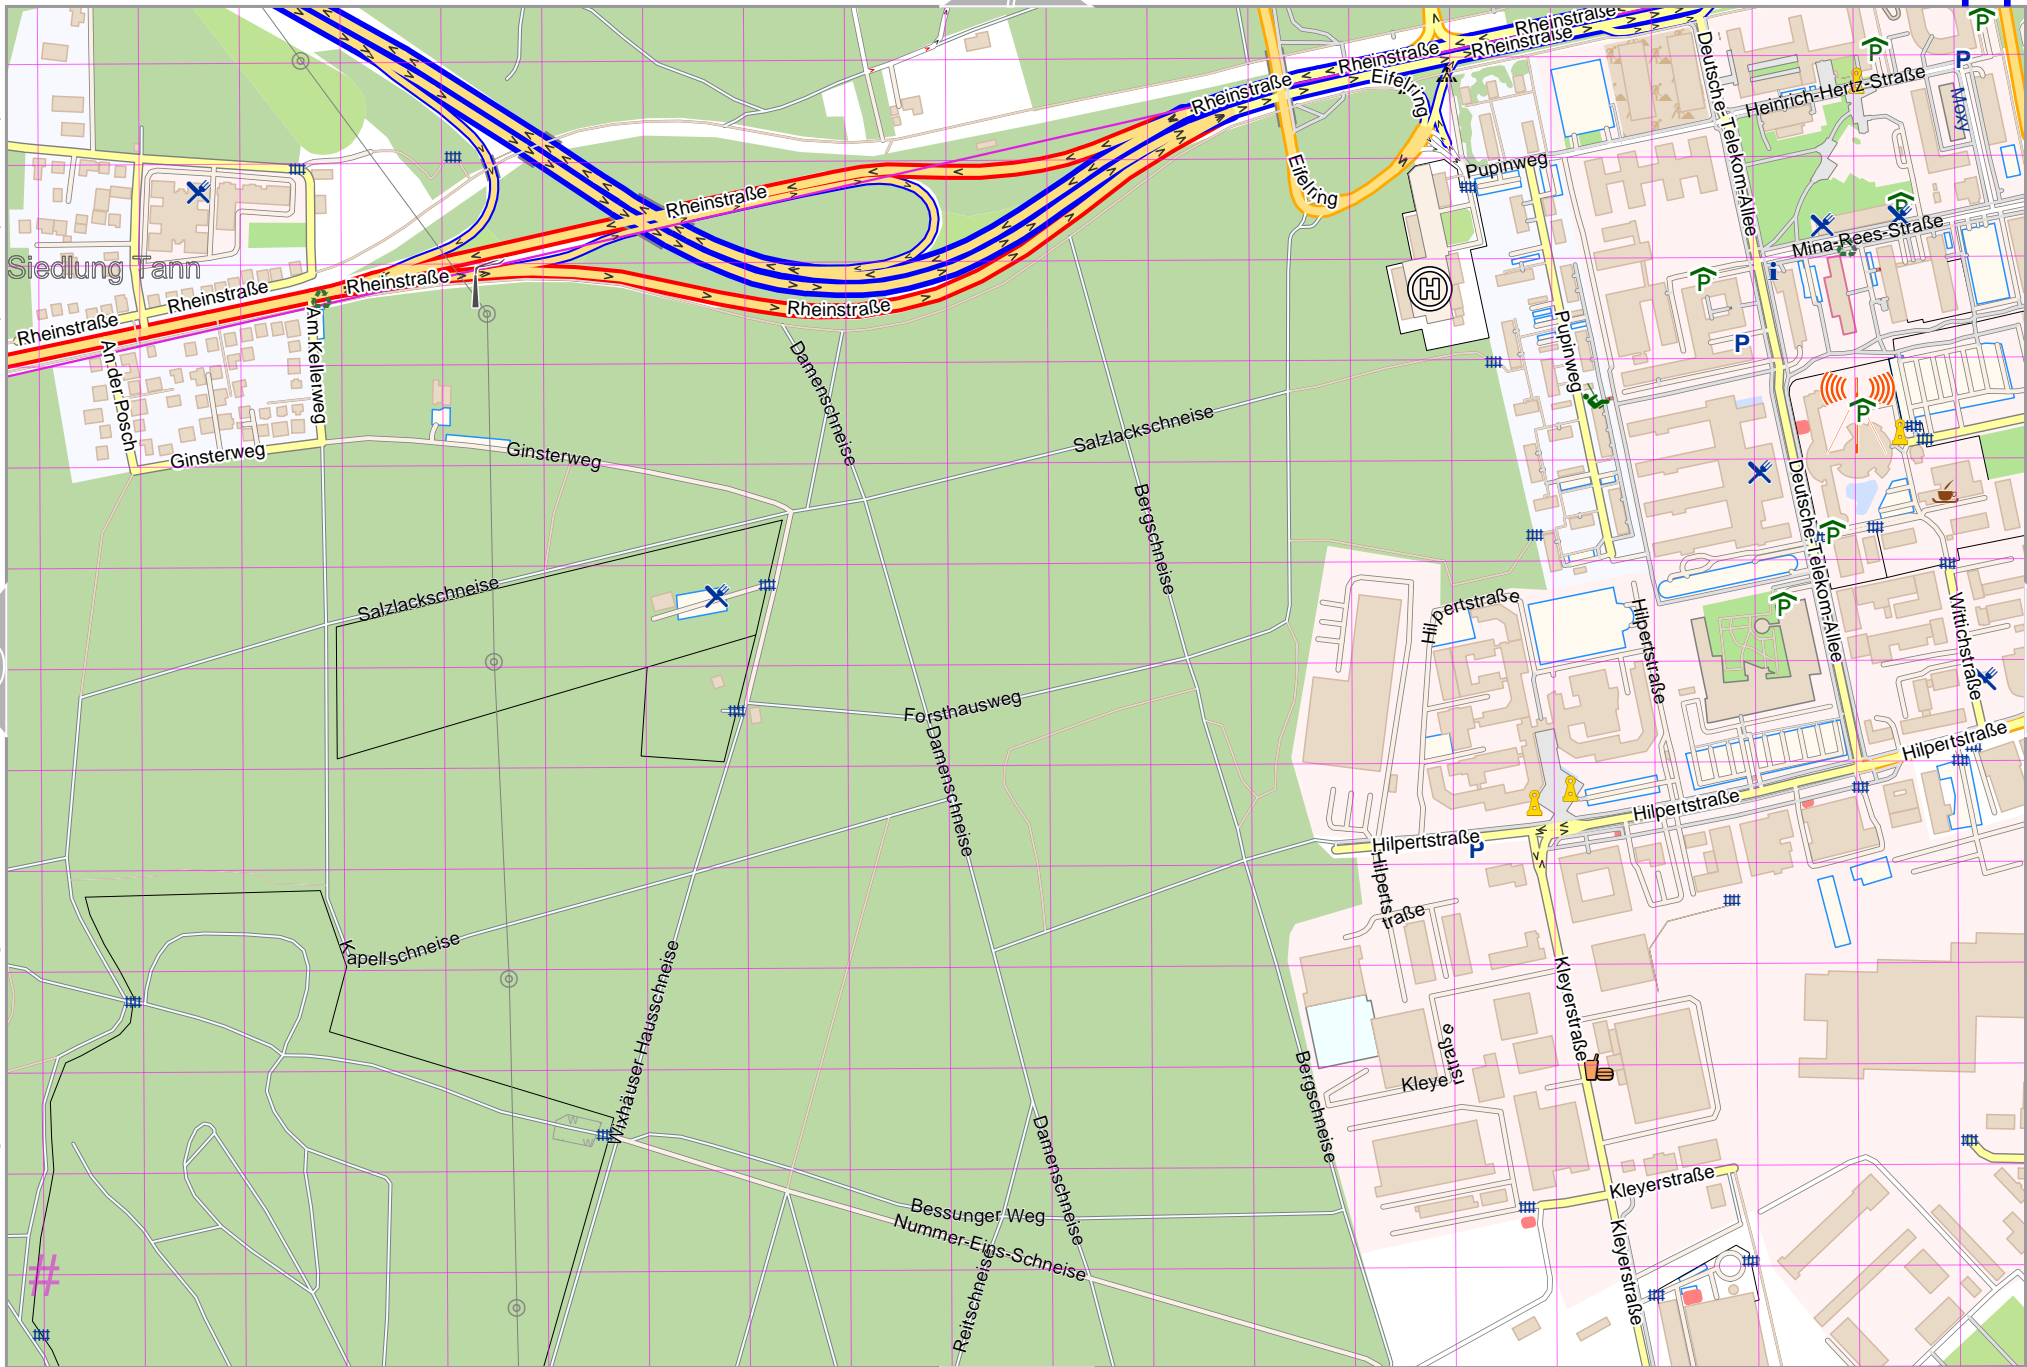 Rheinstraße
Rheinstraße
Rheinstraße
Rheinstraße
Eifelring
Deutsche-Telekom-Allee
Heinrich-Hertz-Straße
Moxy
Pupinweg
Eifelring
Rheinstraße
Mina-Rees-Straße
Siedlung Tann
Rheinstraße
Rheinstraße
Rheinstraße
Rheinstraße
H
P
P
P
P
P
i
P
P
P
P
Am Kellerweg
An der Posch
Damenschneise
Pupinweg
Salzlackschneise
Ginsterweg
Ginsterweg
Bergschneise
Deutsche-Telekom-Allee
Salzlackschneise
Hilpertstraße
Hilpertstraße
Wittichstraße
Forsthausweg
Damenschneise
Hilpertstraße
Hilpertstraße
Hilpertstraße
Hilpertstraße
Kapellschneise
Wixhäuser Hausschneise
Kleyerstraße
Kleyerstraße
Bergschneise
Damenschneise
Kleyerstraße
Bessunger Weg
Nummer-Eins-Schneise
Reitschneise
Kleyerstraße
W
W
#